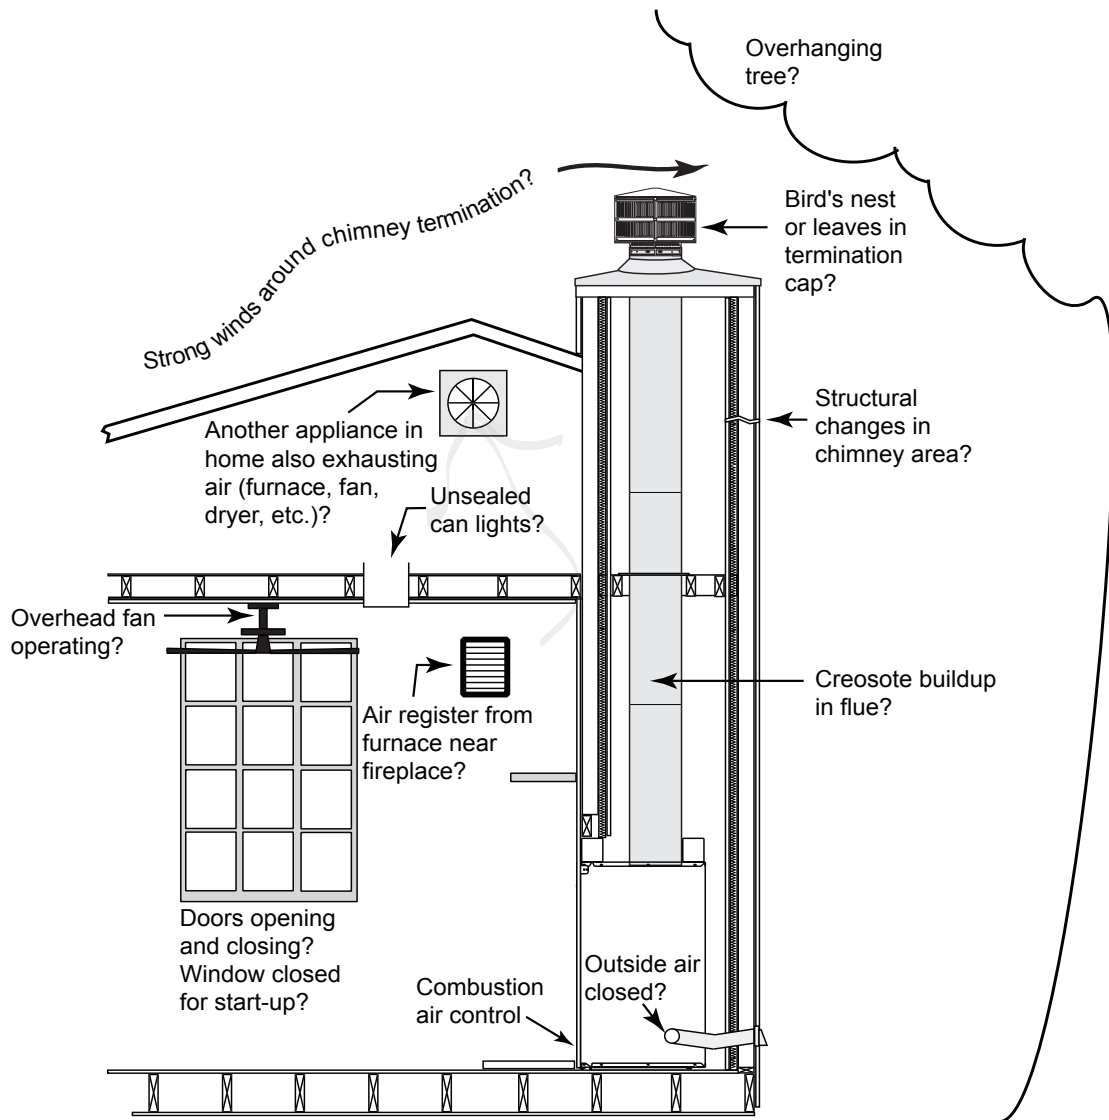 Overhanging
tree?
Strong winds around chimney termination?
Bird's nest
or leaves in
termination
cap?
Another appliance in
home also exhausting
air (furnace, fan,
dryer, etc.)?
Structural
changes in
chimney area?
Unsealed
can lights?
Overhead fan
operating?
Air register from
furnace near
fireplace?
Creosote buildup
in flue?
Doors opening
and closing?
Window closed
for start-up?
Combustion
air control
Outside air
closed?